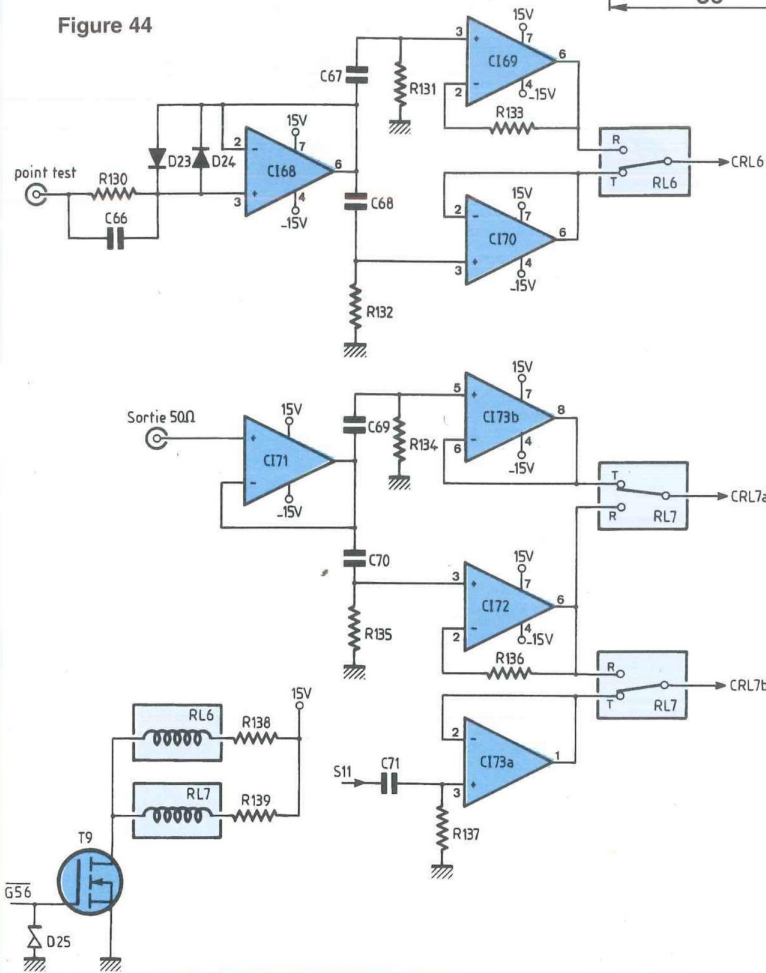 Figure 44
15V
7
3
+
CI69
6
2
-
4
-15V
C67
R131
R133
15V
7
2
-
CI68
6
3
+
4
-15V
D23
D24
point test
R130
C66
R
T
RL6
CRL6
C68
15V
7
2
-
CI70
6
3
+
4
-15V
R132
Sortie 50Ω
15V
+
CI71
-
-15V
C69
R134
15V
7
5
+
CI73b
8
6
-
4
-15V
T
R
RL7
CRL7a
C70
R135
15V
7
3
+
CI72
6
2
-
4
-15V
R136
R
T
RL7
CRL7b
S11
C71
2
-
CI73a
1
3
+
R137
15V
RL6
R138
RL7
R139
T9
G56
D25